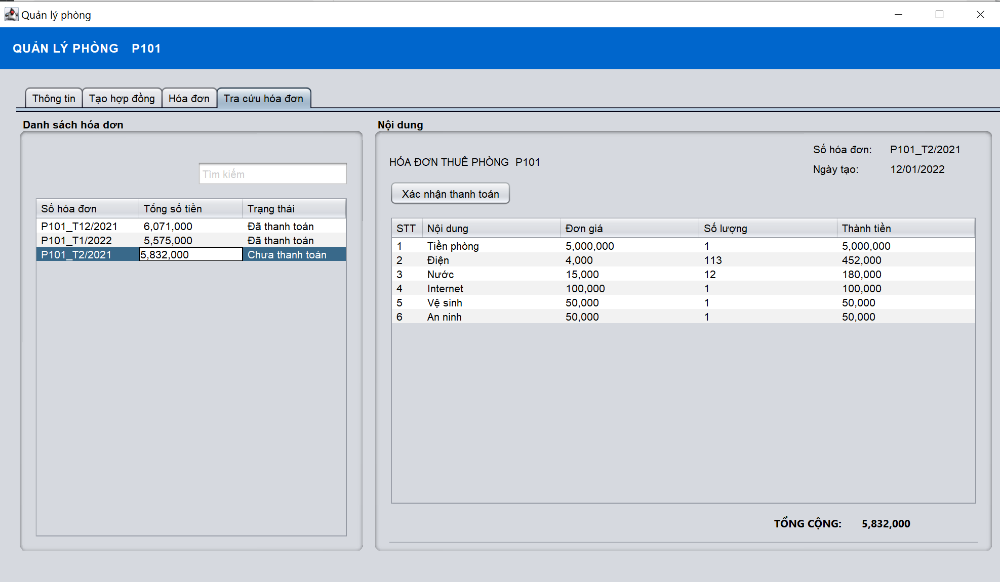 Quản lý phòng
QUẢN LÝ PHÒNG P101
Thông tin Tạo hợp đồng Hóa đơn Tra cứu hóa đơn
Danh sách hóa đơn
Tìm kiếm
Số hóa đơn Tổng số tiền Trạng thái
P101_T12/2021 6,071,000 Đã thanh toán
P101_T1/2022 5,575,000 Đã thanh toán
P101_T2/2021 5,832,000 Chưa thanh toán
Nội dung
Số hóa đơn: P101_T2/2021
HÓA ĐƠN THUÊ PHÒNG P101
Ngày tạo: 12/01/2022
Xác nhận thanh toán
STT Nội dung Đơn giá Số lượng Thành tiền
1 Tiền phòng 5,000,000 1 5,000,000
2 Điện 4,000 113 452,000
3 Nước 15,000 12 180,000
4 Internet 100,000 1 100,000
5 Vệ sinh 50,000 1 50,000
6 An ninh 50,000 1 50,000
TỔNG CỘNG: 5,832,000